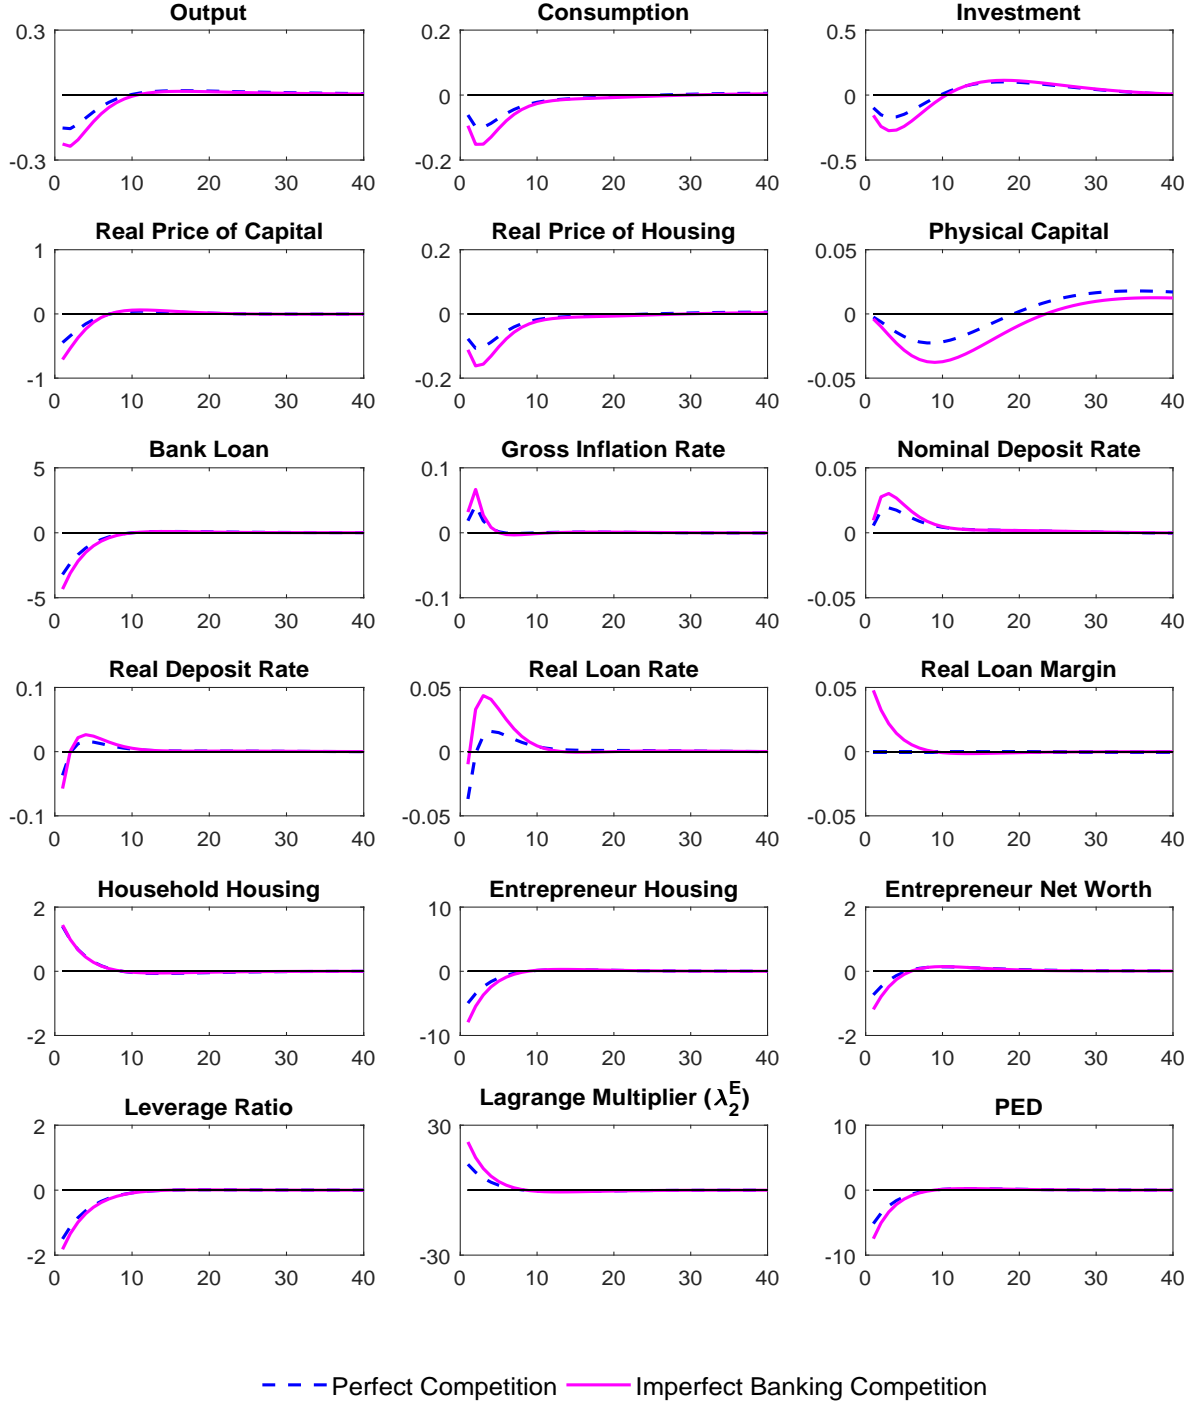 Output
Consumption
Investment
0.3
0
-0.3
0 10 20 30 40
0.2
0
-0.2
0 10 20 30 40
0.5
0
-0.5
0 10 20 30 40
Real Price of Capital
Real Price of Housing
Physical Capital
1
0
-1
0 10 20 30 40
0.2
0
-0.2
0 10 20 30 40
0.05
0
-0.05
0 10 20 30 40
Bank Loan
Gross Inflation Rate
Nominal Deposit Rate
5
0
-5
0 10 20 30 40
0.1
0
-0.1
0 10 20 30 40
0.05
0
-0.05
0 10 20 30 40
Real Deposit Rate
Real Loan Rate
Real Loan Margin
0.1
0
-0.1
0 10 20 30 40
0.05
0
-0.05
0 10 20 30 40
0.05
0
-0.05
0 10 20 30 40
Household Housing
Entrepreneur Housing
Entrepreneur Net Worth
2
0
-2
0 10 20 30 40
10
0
-10
0 10 20 30 40
2
0
-2
0 10 20 30 40
Leverage Ratio
Lagrange Multiplier (λ₂ᴱ)
PED
2
0
-2
0 10 20 30 40
30
0
-30
0 10 20 30 40
10
0
-10
0 10 20 30 40
Perfect Competition
Imperfect Banking Competition